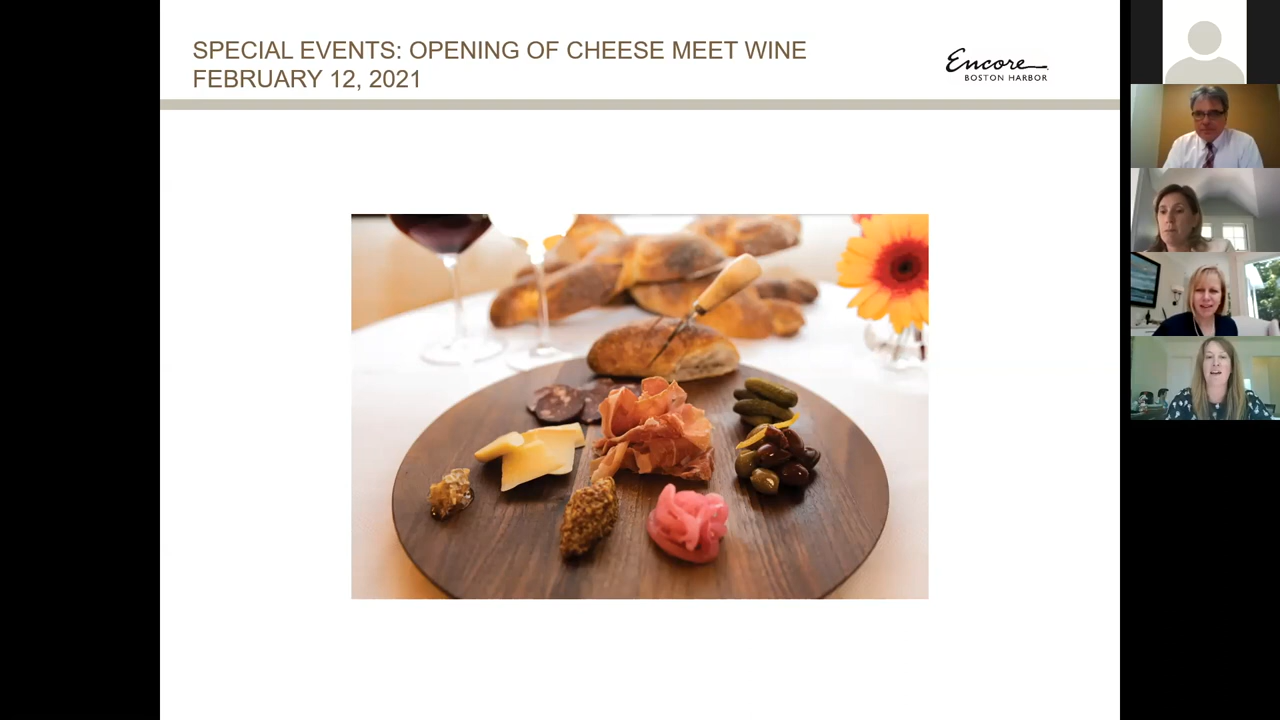 SPECIAL EVENTS: OPENING OF CHEESE MEET WINE
FEBRUARY 12, 2021
Encore
BOSTON HARBOR